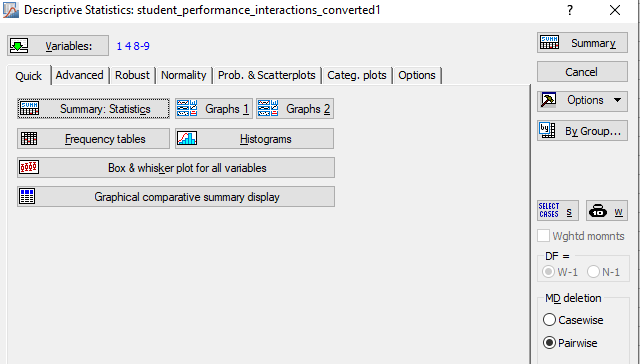 Descriptive Statistics: student_performance_interactions_converted1
? ×
Variables: 1 4 8-9
Summary
Cancel
Options
By Group...
Quick Advanced Robust Normality Prob. & Scatterplots Categ. plots Options
Summary: Statistics Graphs 1 Graphs 2
Frequency tables Histograms
Box & whisker plot for all variables
Graphical comparative summary display
SELECT CASES S W
Wghtd momnts
DF =
W-1 N-1
MD deletion
Casewise
Pairwise